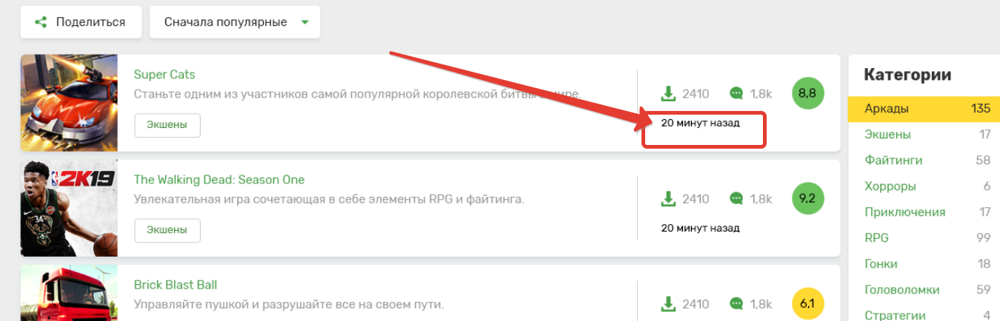 Поделиться
Сначала популярные
Super Cats
Станьте одним из участников самой популярной королевской битвы в мире.
Экшены
2410
1,8k
8,8
20 минут назад
2K19
34
The Walking Dead: Season One
Увлекательная игра сочетающая в себе элементы RPG и файтинга.
Экшены
2410
1,8k
9,2
20 минут назад
Brick Blast Ball
Управляйте пушкой и разрушайте все на своем пути.
2410
1,8k
6,1
Категории
Аркады 135
Экшены 17
Файтинги 58
Хорроры 6
Приключения 17
RPG 99
Гонки 18
Головоломки 59
Стратегии 4